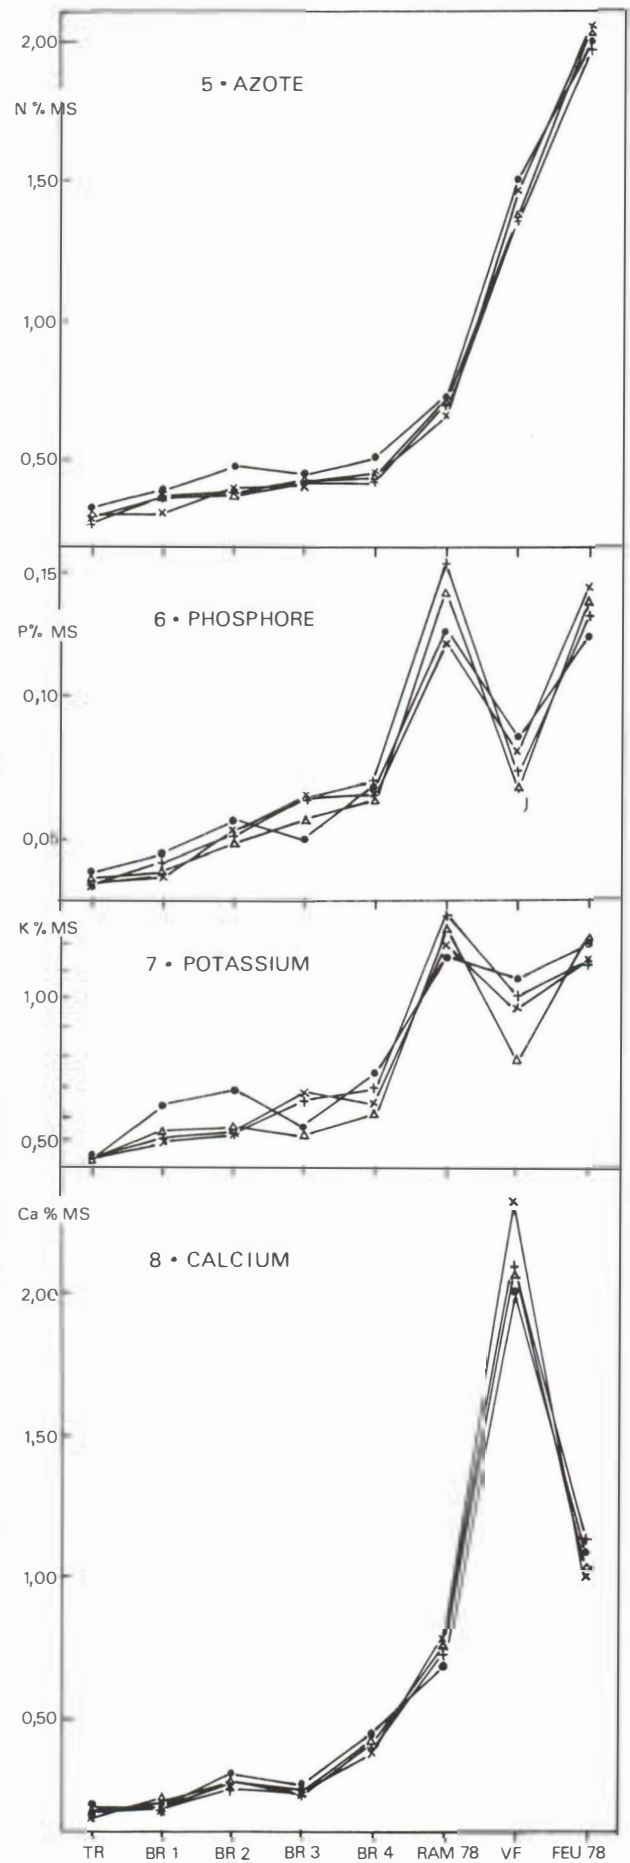 2,00
5 • AZOTE
N % MS
1,50
1,00
0,50
0,15
6 • PHOSPHORE
P% MS
0,10
0,05
J
K % MS
7 • POTASSIUM
1,00
0,50
Ca % MS
8 • CALCIUM
2,00
1,50
1,00
0,50
TR BR 1 BR 2 BR 3 BR 4 RAM 78 VF FEU 78